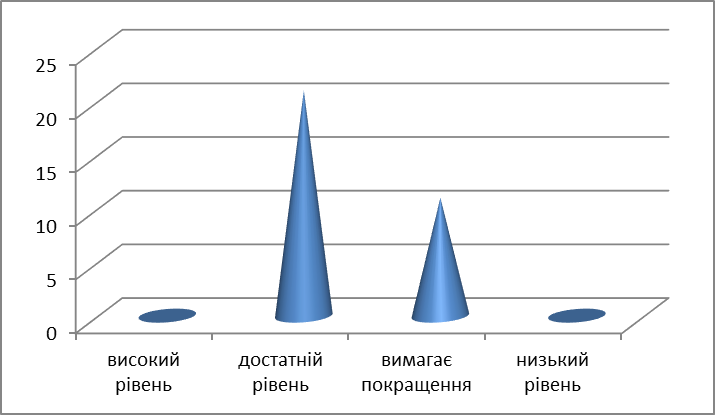 25
20
15
10
5
0
високий
рівень
достатній
рівень
вимагає
покращення
низький
рівень